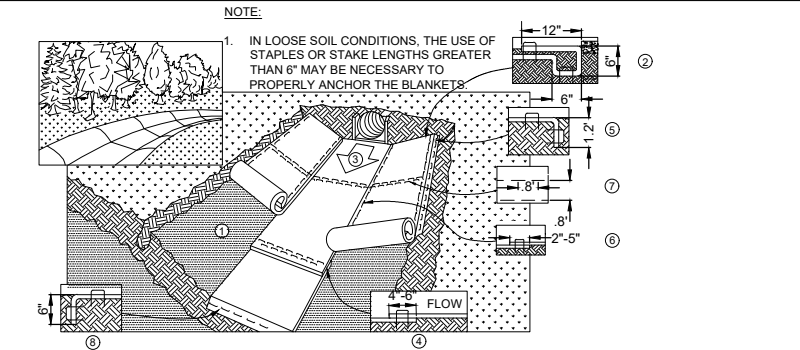 NOTE:
1. IN LOOSE SOIL CONDITIONS, THE USE OF
STAPLES OR STAKE LENGTHS GREATER
THAN 6" MAY BE NECESSARY TO
PROPERLY ANCHOR THE BLANKETS.
12"
6"
2
6"
5
1.2'
3
7
.8'
.8'
1
6
2"-5"
6"
4"-6"
FLOW
8
4